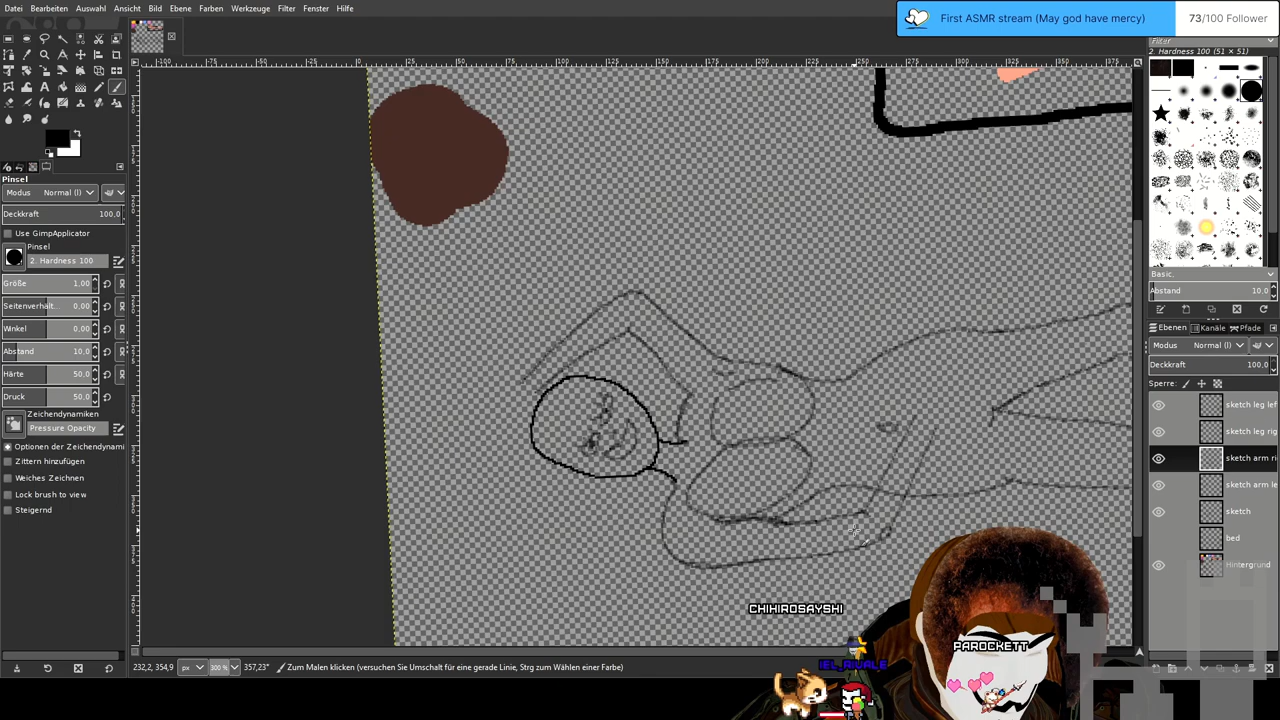 Datei Bearbeiten Auswahl Ansicht Bild Ebene Farben Werkzeuge Filter Fenster Hilfe
First ASMR stream (May god have mercy) 73/100 Follower
Filter
2. Hardness 100 (51 × 51)
Pinsel
Modus Normal (l)
Deckkraft 100,0
Use GimpApplicator
Pinsel
2. Hardness 100
Größe 1,00
Seitenverhält... 0,00
Winkel 0,00
Abstand 10,0
Härte 50,0
Druck 50,0
Zeichendynamiken
Pressure Opacity
Optionen der Zeichendynami
Zittern hinzufügen
Weiches Zeichnen
Lock brush to view
Steigernd
Basic,
Abstand 10,0
Ebenen Kanäle Pfade
Modus Normal (l)
Deckkraft 100,0
Sperre:
sketch leg left
sketch leg rig
sketch arm ri
sketch arm le
sketch
bed
Hintergrund
CHIHIROSAYSHI
PAROCKETT
IEL_RIVALE
232,2, 354,9 px 300 % 357,23° Zum Malen klicken (versuchen Sie Umschalt für eine gerade Linie, Strg zum Wählen einer Farbe)